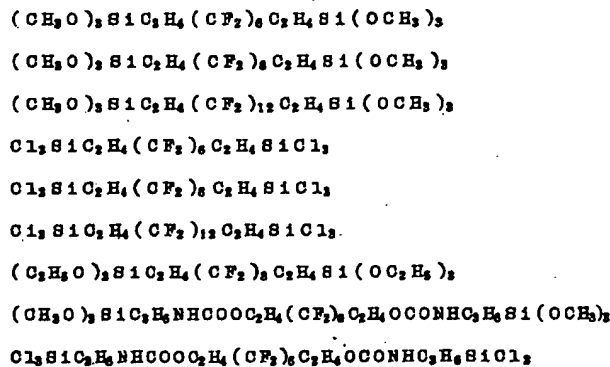 (CH₃O)₃SiC₂H₄(CF₂)₆C₂H₄Si(OCH₃)₃
(CH₃O)₃SiC₂H₄(CF₂)₈C₂H₄Si(OCH₃)₃
(CH₃O)₃SiC₂H₄(CF₂)₁₂C₂H₄Si(OCH₃)₃
Cl₃SiC₂H₄(CF₂)₆C₂H₄SiCl₃
Cl₃SiC₂H₄(CF₂)₈C₂H₄SiCl₃
Cl₃SiC₂H₄(CF₂)₁₂C₂H₄SiCl₃
(C₂H₅O)₃SiC₂H₄(CF₂)₈C₂H₄Si(OC₂H₅)₃
(CH₃O)₃SiC₃H₆NHCOOC₂H₄(CF₂)₆C₂H₄OCONHC₃H₆Si(OCH₃)₃
Cl₃SiC₃H₆NHCOOC₂H₄(CF₂)₆C₂H₄OCONHC₃H₆SiCl₃